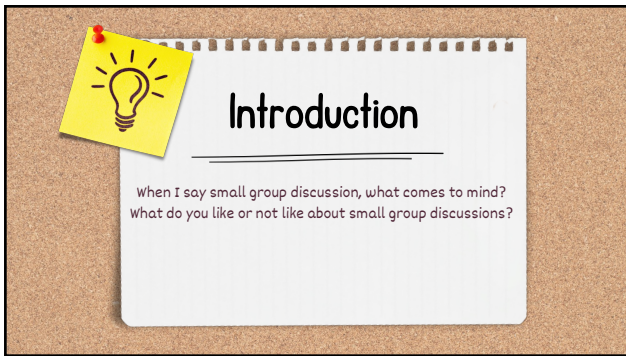 Introduction
When I say small group discussion, what comes to mind?
What do you like or not like about small group discussions?